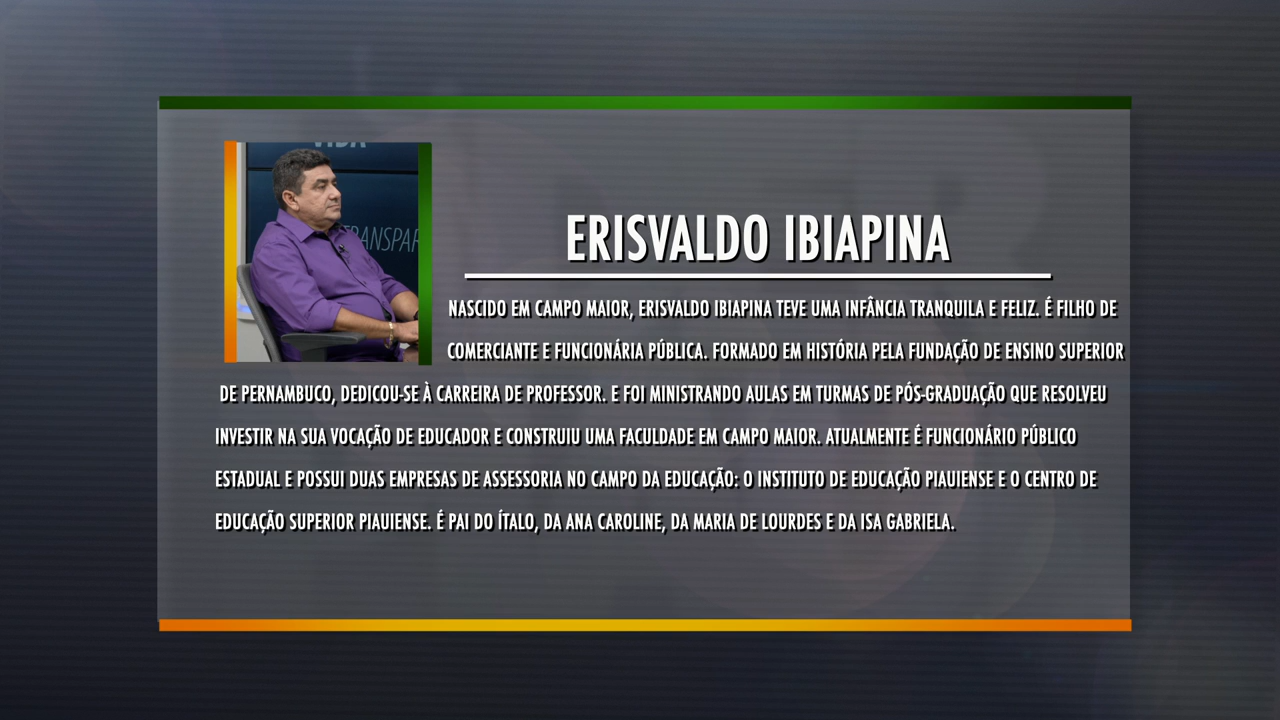 VIDA
TRANSPAR
ERISVALDO IBIAPINA
NASCIDO EM CAMPO MAIOR, ERISVALDO IBIAPINA TEVE UMA INFÂNCIA TRANQUILA E FELIZ. É FILHO DE
COMERCIANTE E FUNCIONÁRIA PÚBLICA. FORMADO EM HISTÓRIA PELA FUNDAÇÃO DE ENSINO SUPERIOR
DE PERNAMBUCO, DEDICOU-SE À CARREIRA DE PROFESSOR. E FOI MINISTRANDO AULAS EM TURMAS DE PÓS-GRADUAÇÃO QUE RESOLVEU
INVESTIR NA SUA VOCAÇÃO DE EDUCADOR E CONSTRUIU UMA FACULDADE EM CAMPO MAIOR. ATUALMENTE É FUNCIONÁRIO PÚBLICO
ESTADUAL E POSSUI DUAS EMPRESAS DE ASSESSORIA NO CAMPO DA EDUCAÇÃO: O INSTITUTO DE EDUCAÇÃO PIAUIENSE E O CENTRO DE
EDUCAÇÃO SUPERIOR PIAUIENSE. É PAI DO ÍTALO, DA ANA CAROLINE, DA MARIA DE LOURDES E DA ISA GABRIELA.